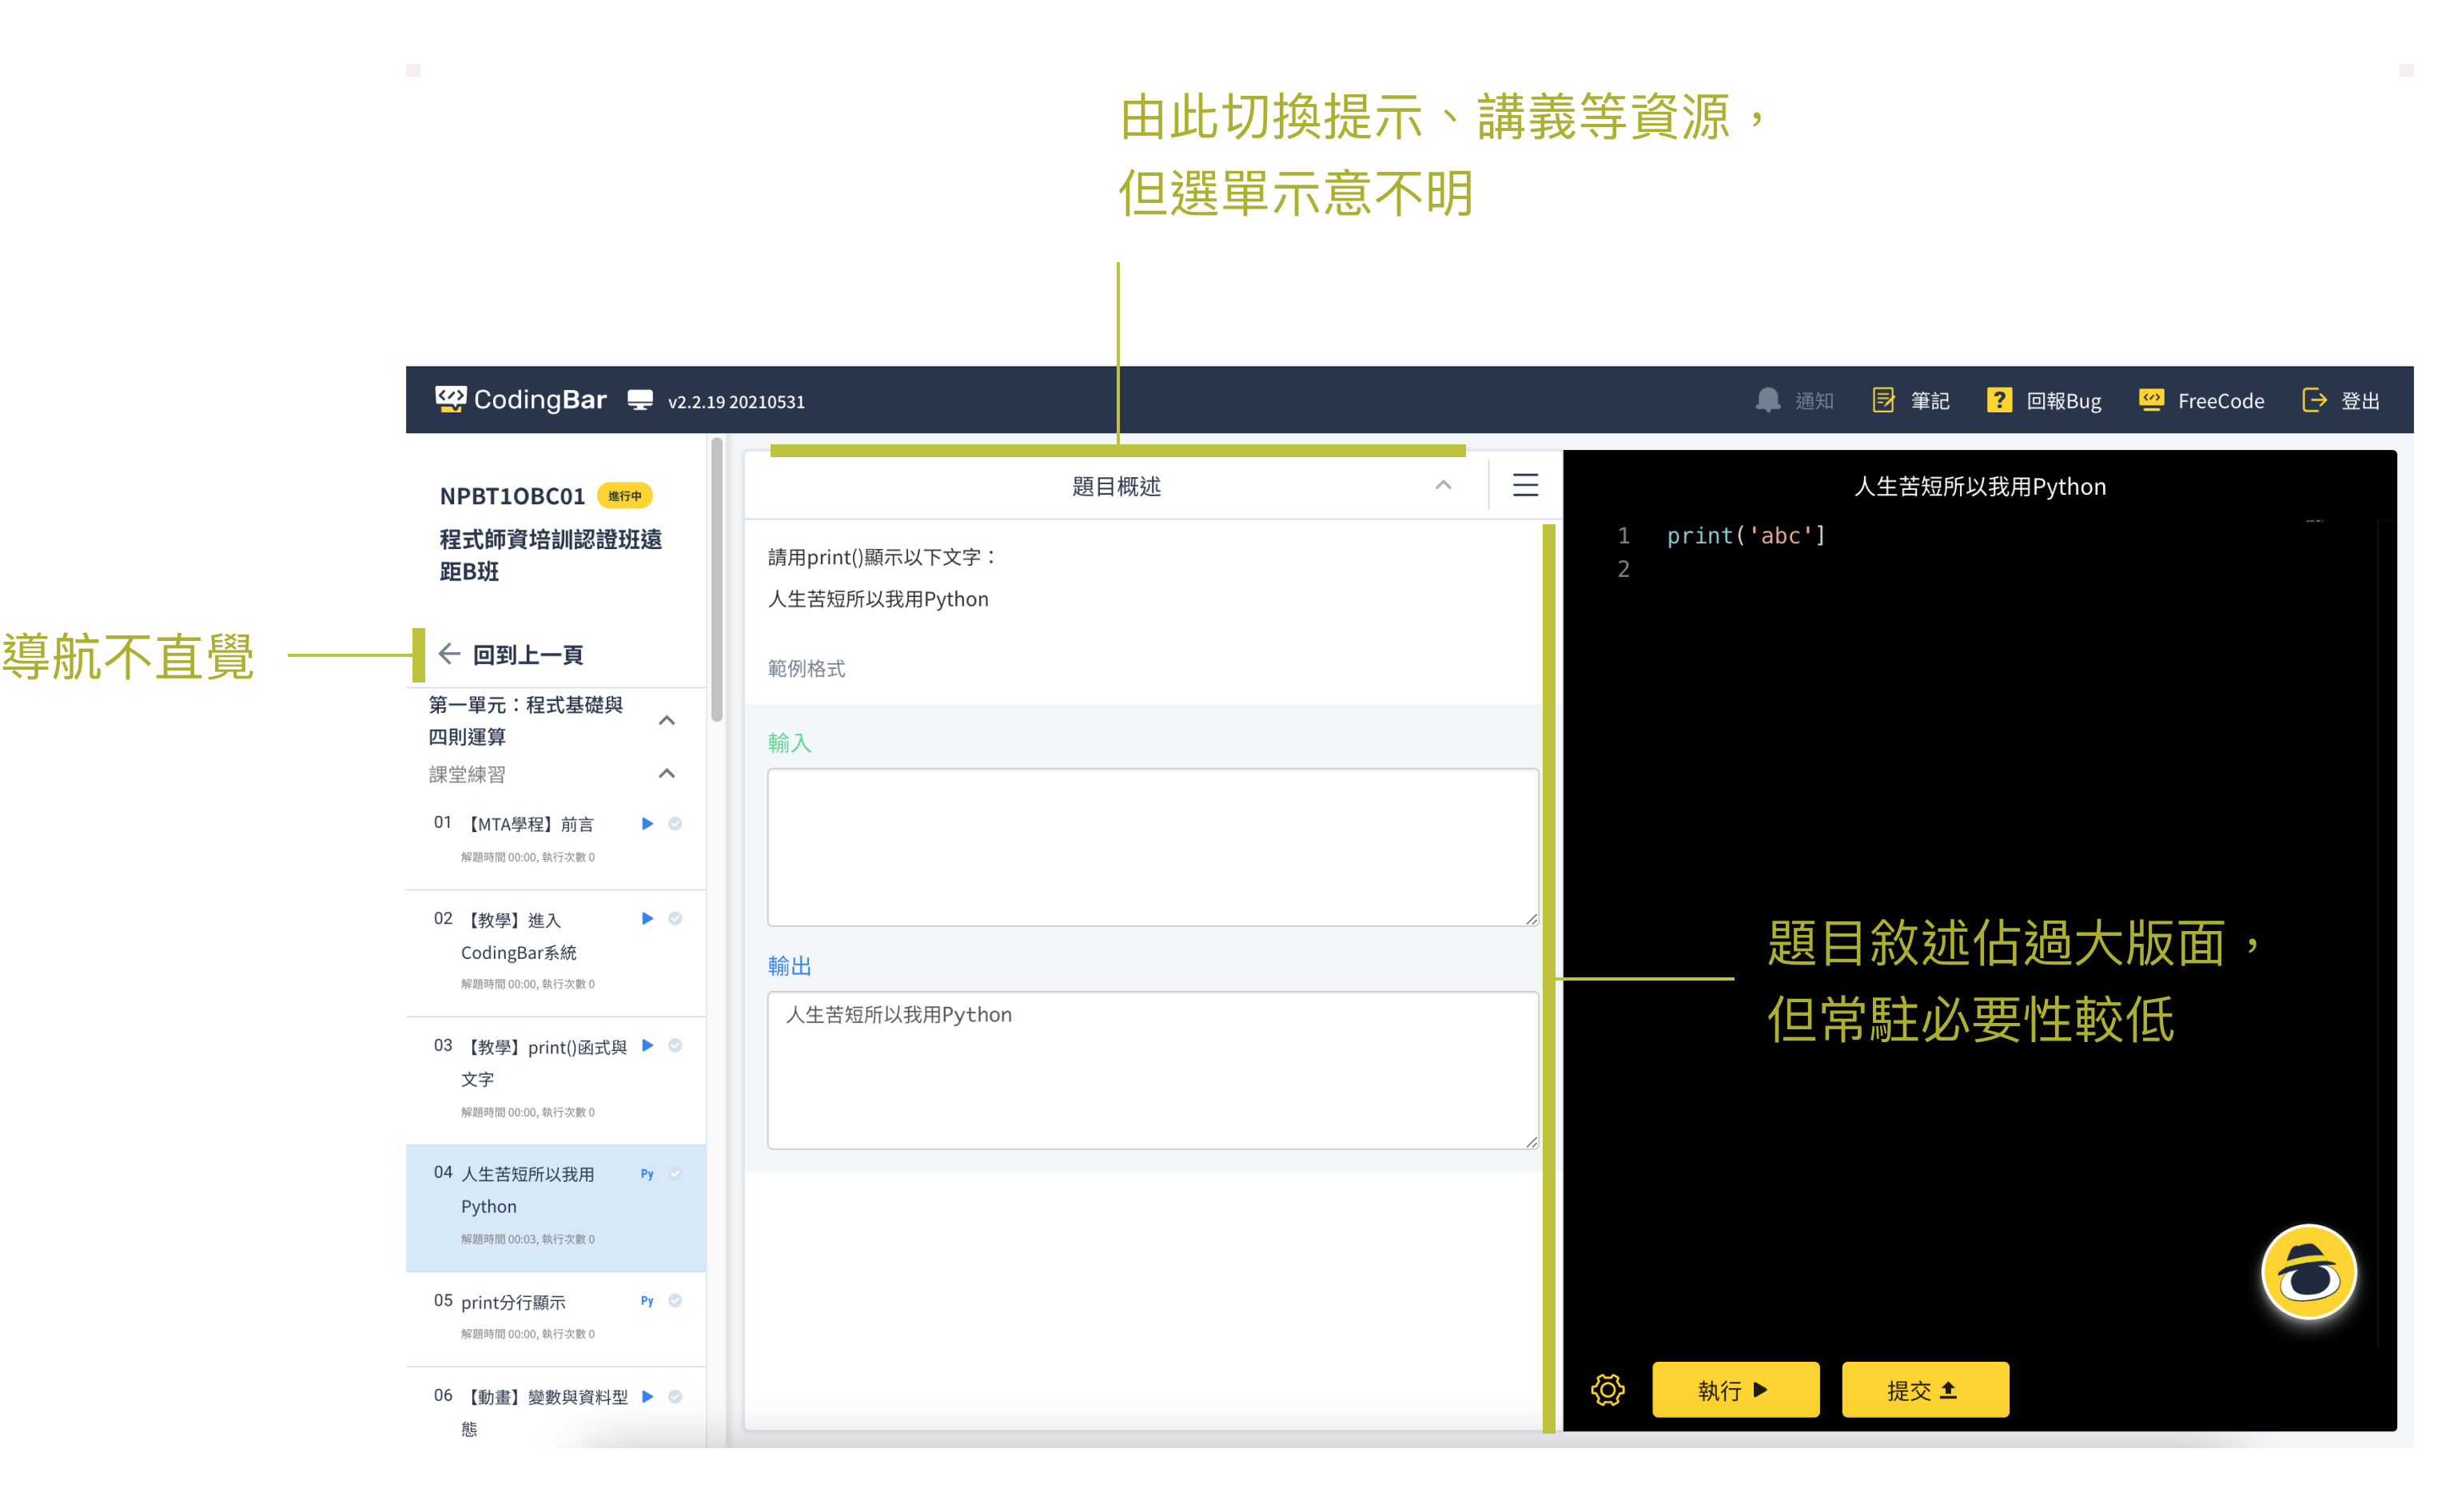 由此切換提示、講義等資源，
但選單示意不明
CodingBar v2.2.19 20210531
通知 筆記 回報Bug FreeCode 登出
導航不直覺
NPBT1OBC01 進行中
程式師資培訓認證班遠
距B班
回到上一頁
第一單元：程式基礎與
四則運算
課堂練習
01 【MTA學程】前言
解題時間 00:00, 執行次數 0
02 【教學】進入
CodingBar系統
解題時間 00:00, 執行次數 0
03 【教學】print()函式與
文字
解題時間 00:00, 執行次數 0
04 人生苦短所以我用 Py
Python
解題時間 00:03, 執行次數 0
05 print分行顯示 Py
解題時間 00:00, 執行次數 0
06 【動畫】變數與資料型
態
題目概述
請用print()顯示以下文字：
人生苦短所以我用Python
範例格式
輸入
輸出
人生苦短所以我用Python
人生苦短所以我用Python
1 print('abc']
2
題目敘述佔過大版面，
但常駐必要性較低
執行 提交